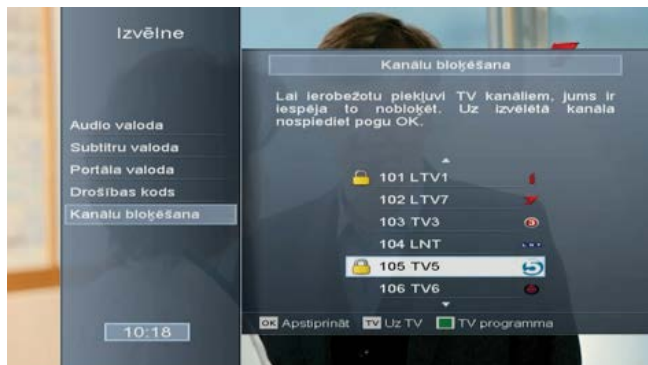 Izvēlne
Audio valoda
Subtitru valoda
Portāla valoda
Drošības kods
Kanālu bloķēšana
10:18
Kanālu bloķēšana
Lai ierobežotu piekļuvi TV kanāliem, jums ir
iespēja to nobloķēt. Uz izvēlētā kanāla
nospiediet pogu OK.
101 LTV1
102 LTV7
103 TV3
104 LNT
105 TV5
106 TV6
OK Apstiprināt TV Uz TV TV programma